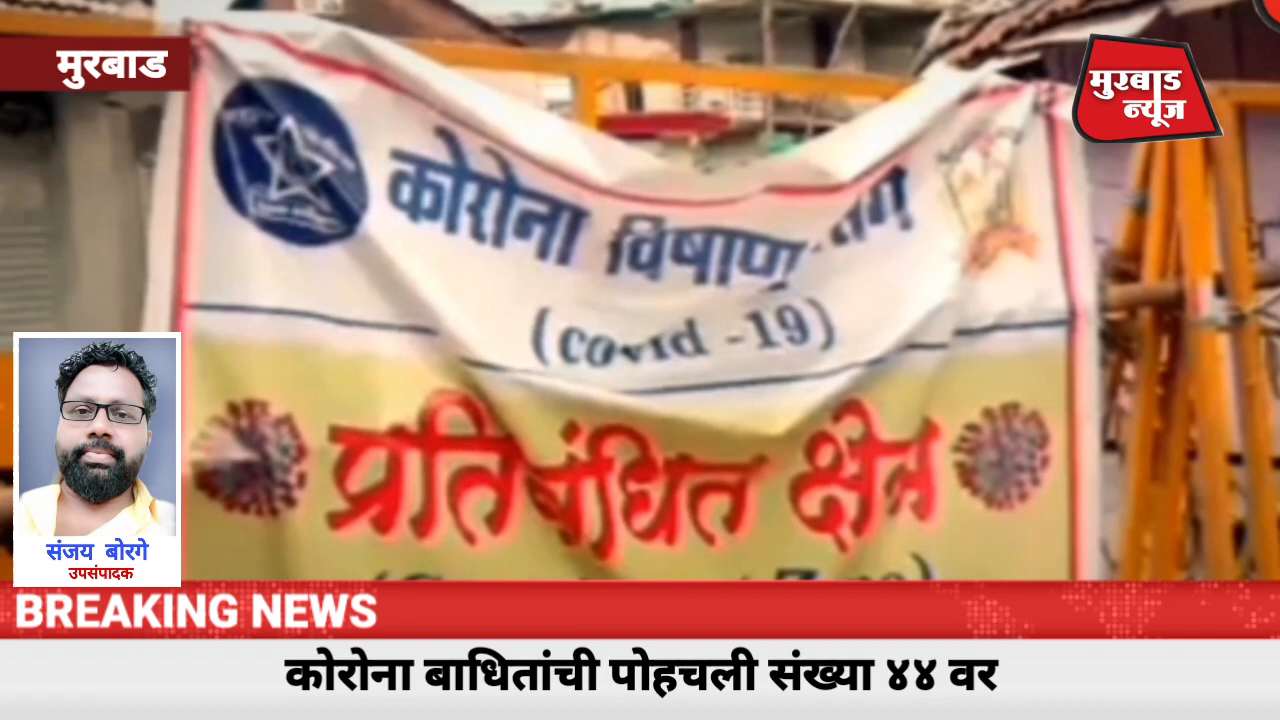 मुरबाड
मुरबाड
न्यूज
कोरोना विषाणू
(covid -19)
प्रतिबंधित क्षेत्र
संजय बोरगे
उपसंपादक
BREAKING NEWS
कोरोना बाधितांची पोहचली संख्या ४४ वर